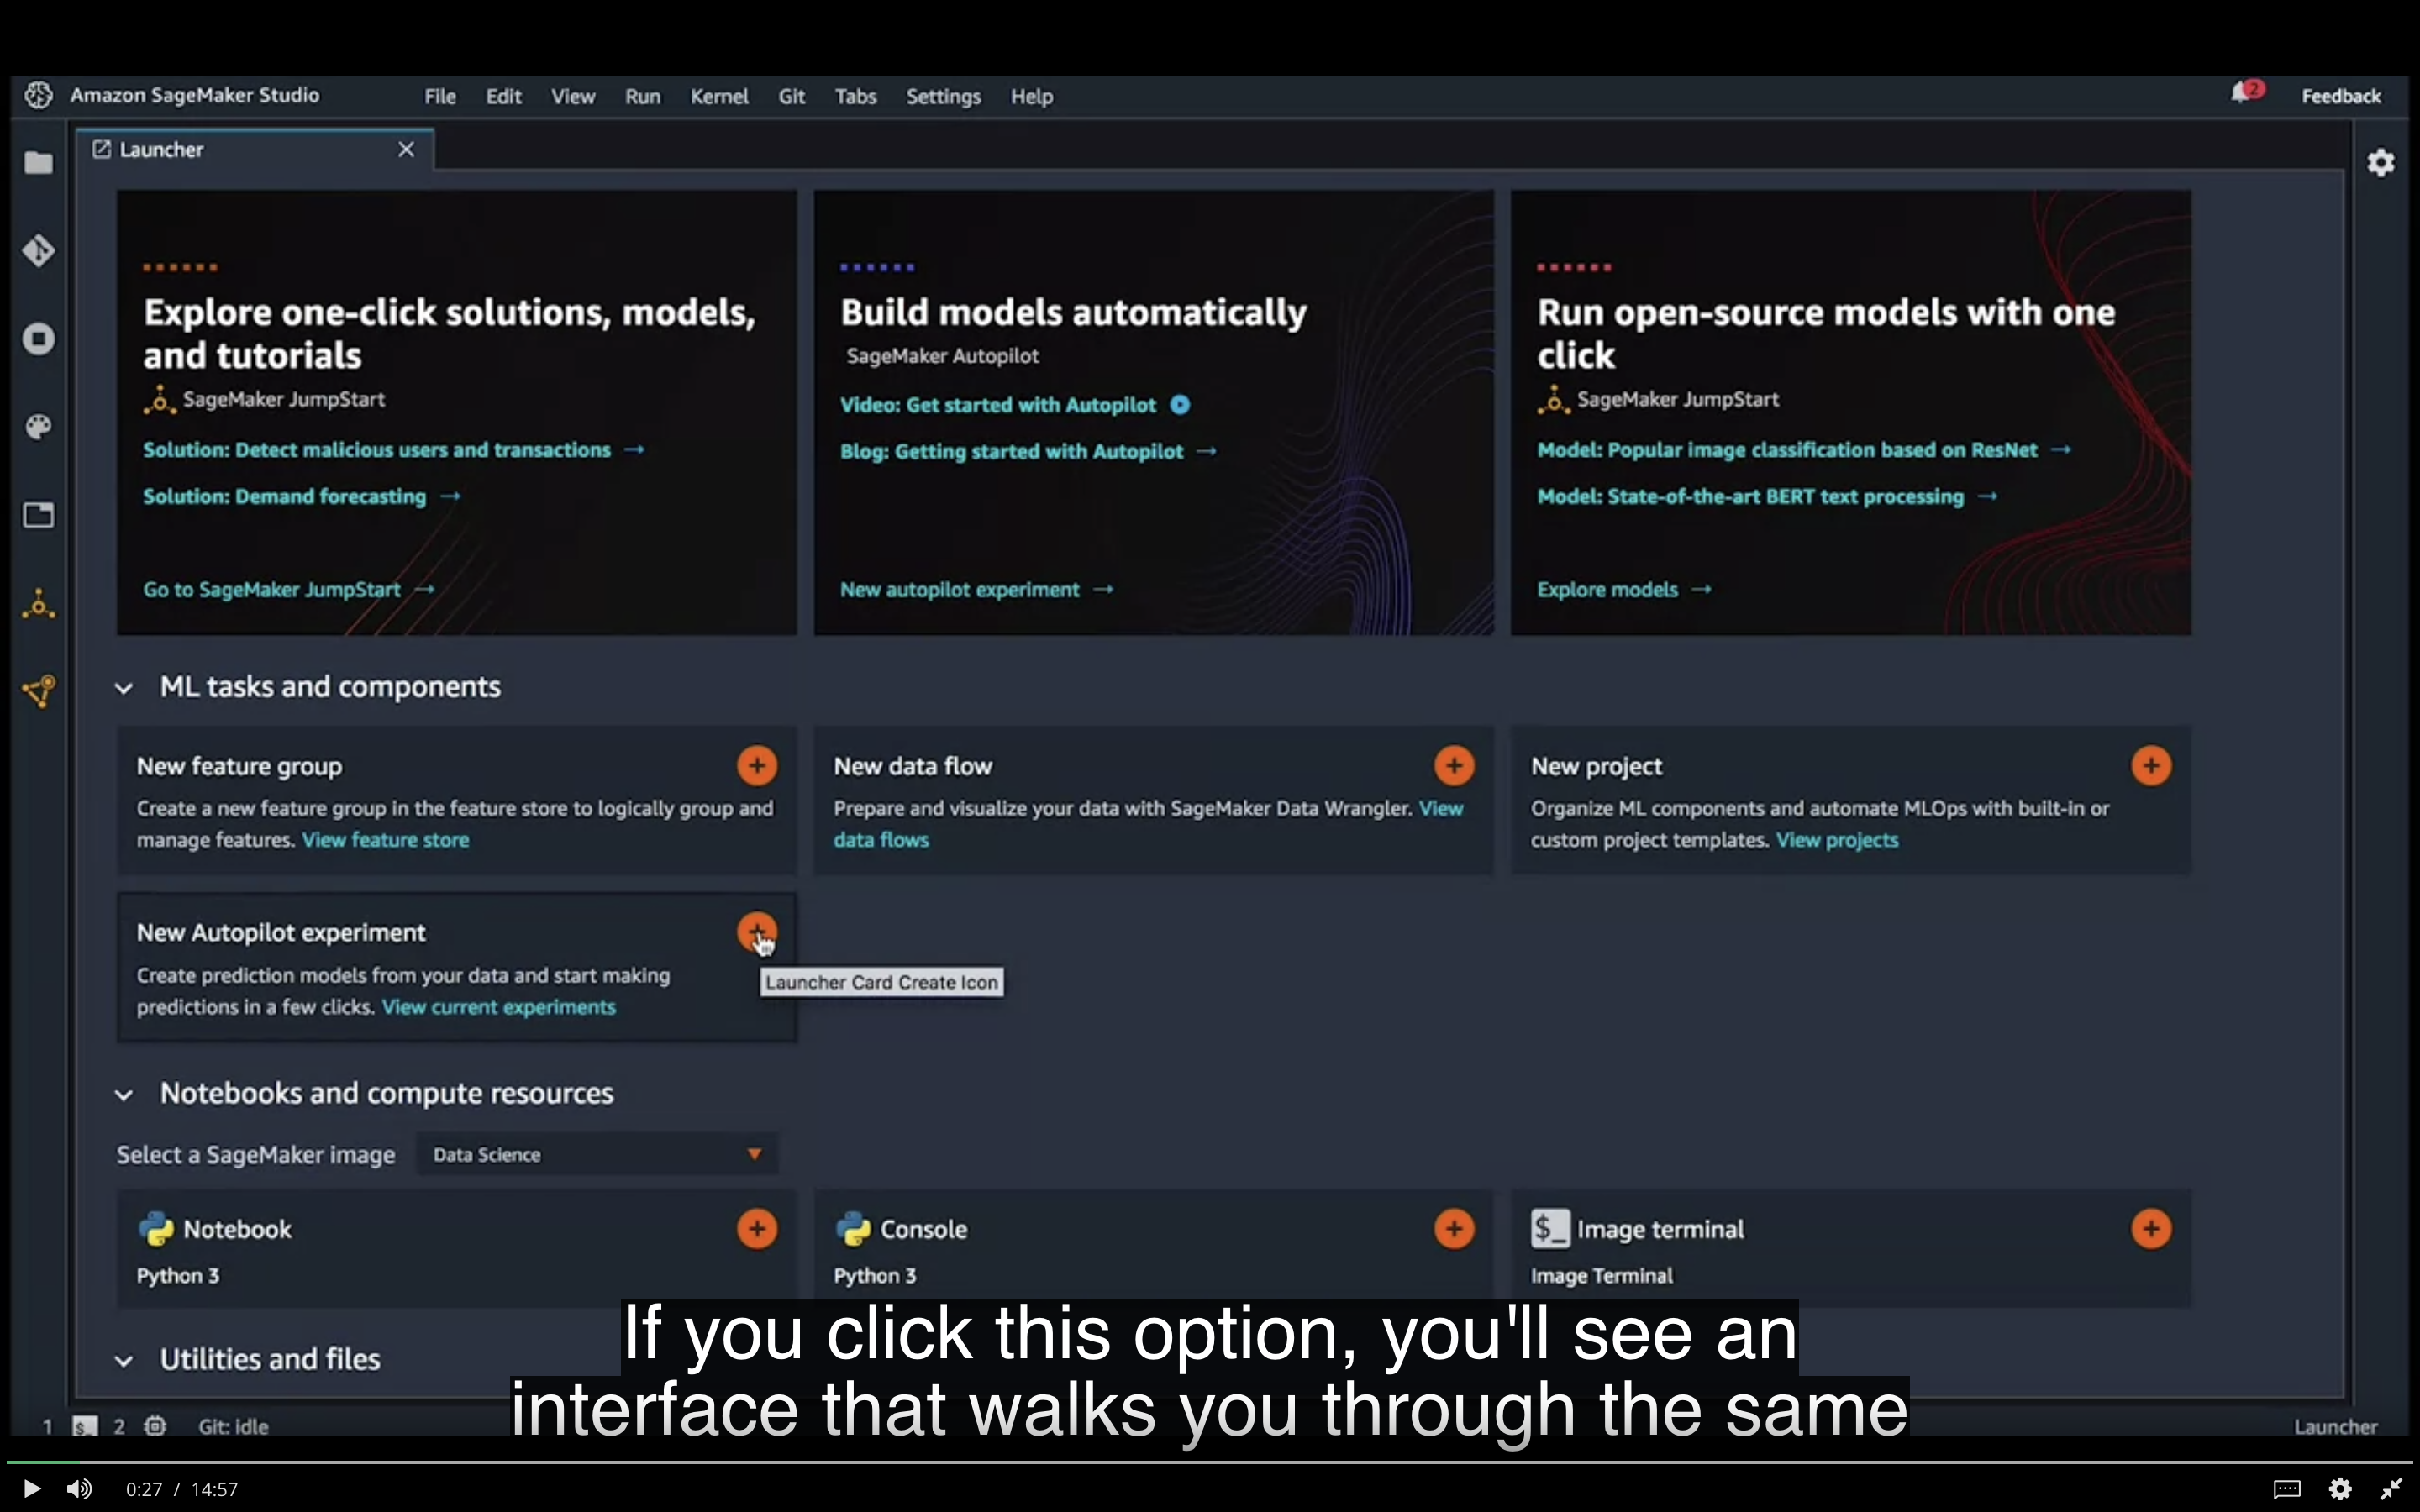 Amazon SageMaker Studio
File Edit View Run Kernel Git Tabs Settings Help
2
Feedback
Launcher
Explore one-click solutions, models,
and tutorials
SageMaker JumpStart
Solution: Detect malicious users and transactions →
Solution: Demand forecasting →
Go to SageMaker JumpStart →
Build models automatically
SageMaker Autopilot
Video: Get started with Autopilot
Blog: Getting started with Autopilot →
New autopilot experiment →
Run open-source models with one
click
SageMaker JumpStart
Model: Popular image classification based on ResNet →
Model: State-of-the-art BERT text processing →
Explore models →
ML tasks and components
New feature group
Create a new feature group in the feature store to logically group and
manage features. View feature store
New data flow
Prepare and visualize your data with SageMaker Data Wrangler. View
data flows
New project
Organize ML components and automate MLOps with built-in or
custom project templates. View projects
New Autopilot experiment
Create prediction models from your data and start making
predictions in a few clicks. View current experiments
Launcher Card Create Icon
Notebooks and compute resources
Select a SageMaker image
Data Science
Notebook
Python 3
Console
Python 3
$_ Image terminal
Image Terminal
Utilities and files
If you click this option, you'll see an
interface that walks you through the same
1 $_ 2 Git: idle
Launcher
0:27 / 14:57